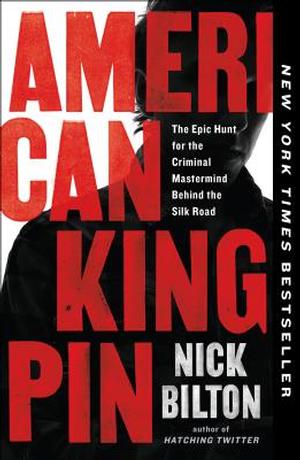 AMERI
CAN
KING
PIN
The Epic Hunt
for the
Criminal
Mastermind
Behind the
Silk Road
NICK
BILTON
author of
HATCHING TWITTER
NEW YORK TIMES BESTSELLER